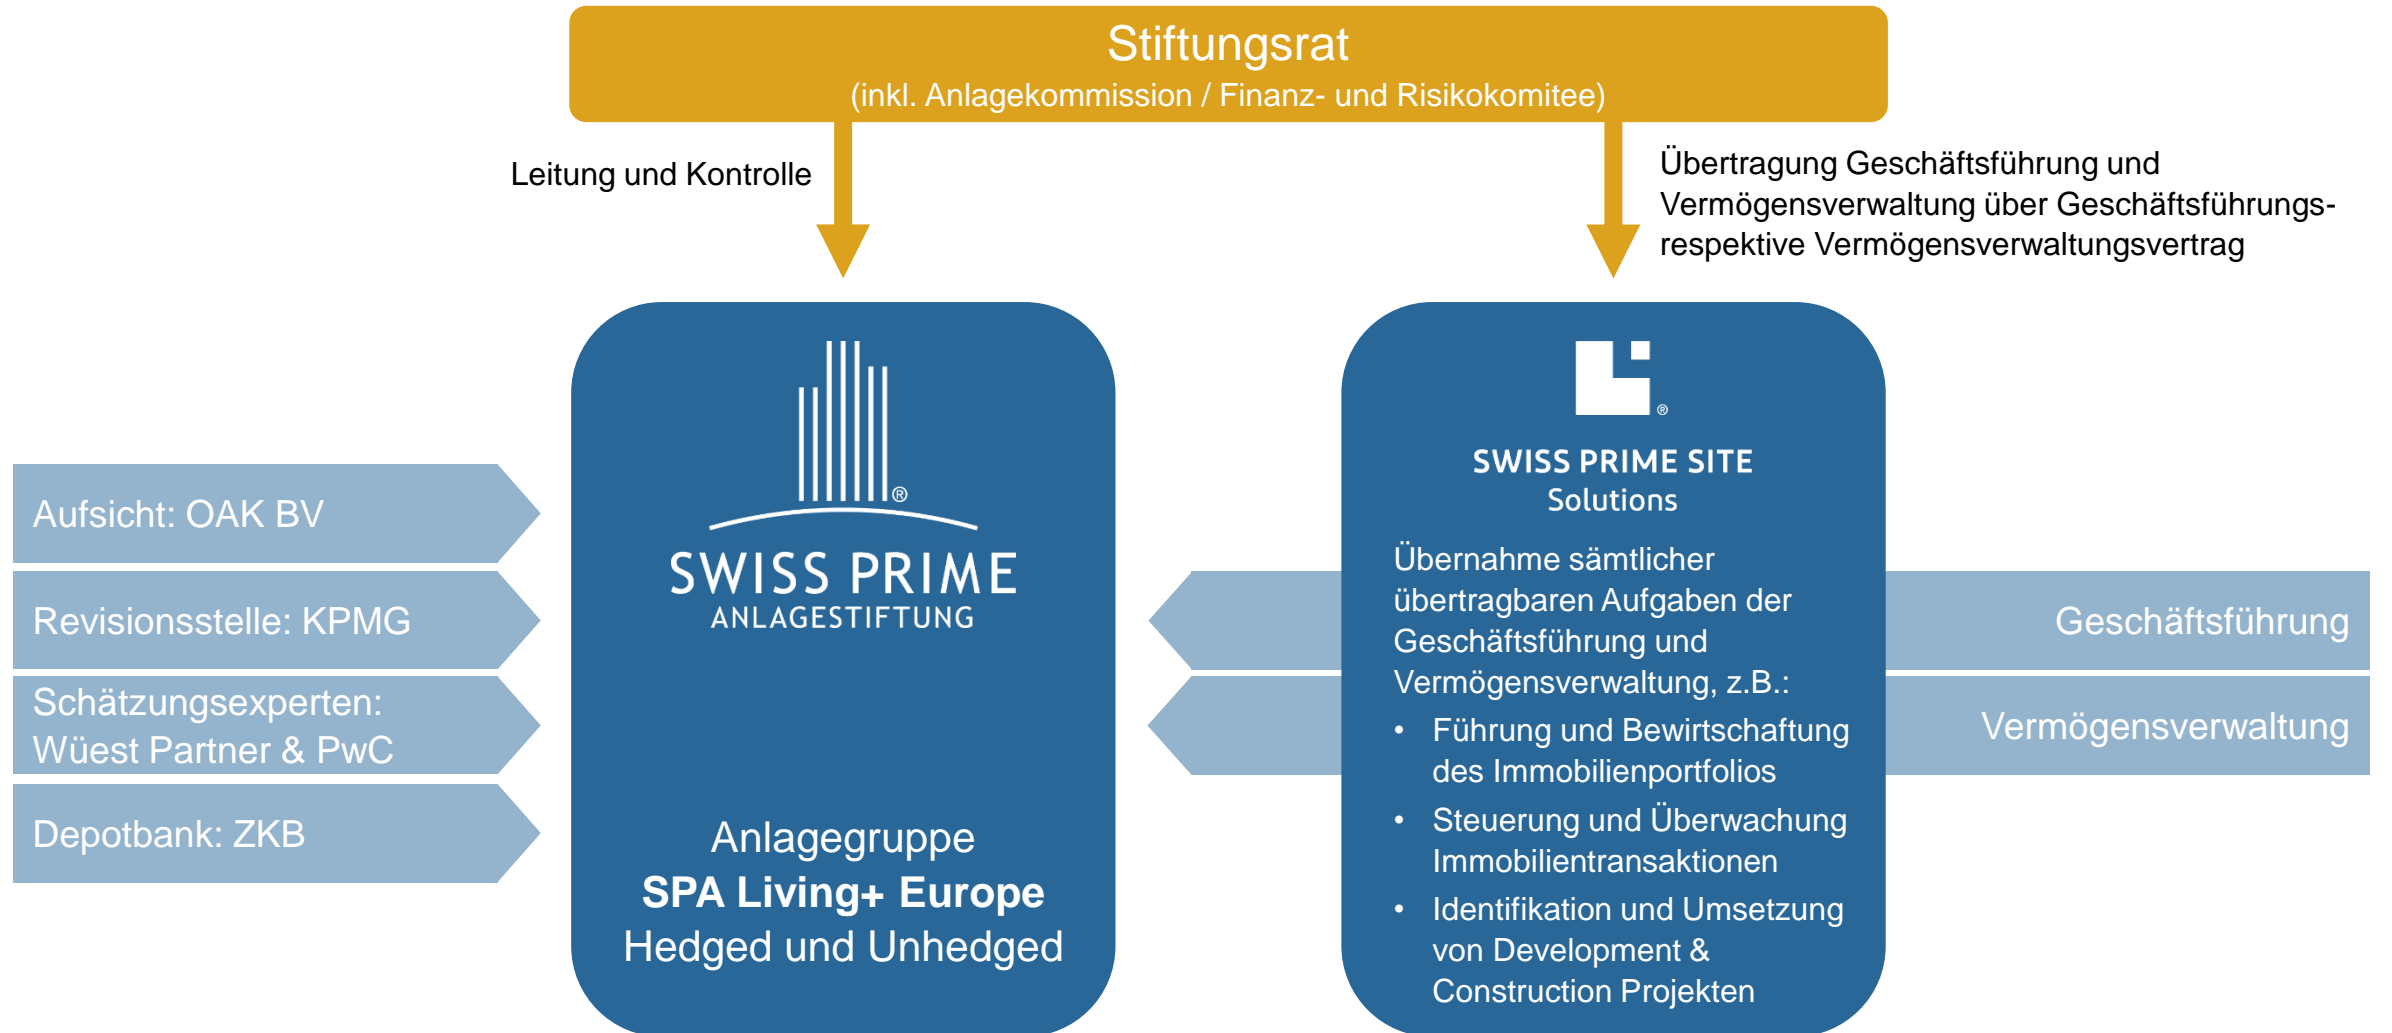 Stiftungsrat
(inkl. Anlagekommission / Finanz- und Risikokomitee)
Leitung und Kontrolle
Übertragung Geschäftsführung und
Vermögensverwaltung über Geschäftsführungs-
respektive Vermögensverwaltungsvertrag
Aufsicht: OAK BV
Revisionsstelle: KPMG
Schätzungsexperten:
Wüest Partner & PwC
Depotbank: ZKB
®
SWISS PRIME
ANLAGESTIFTUNG
Anlagegruppe
SPA Living+ Europe
Hedged und Unhedged
®
SWISS PRIME SITE
Solutions
Übernahme sämtlicher
übertragbaren Aufgaben der
Geschäftsführung und
Vermögensverwaltung, z.B.:
• Führung und Bewirtschaftung
des Immobilienportfolios
• Steuerung und Überwachung
Immobilientransaktionen
• Identifikation und Umsetzung
von Development &
Construction Projekten
Geschäftsführung
Vermögensverwaltung